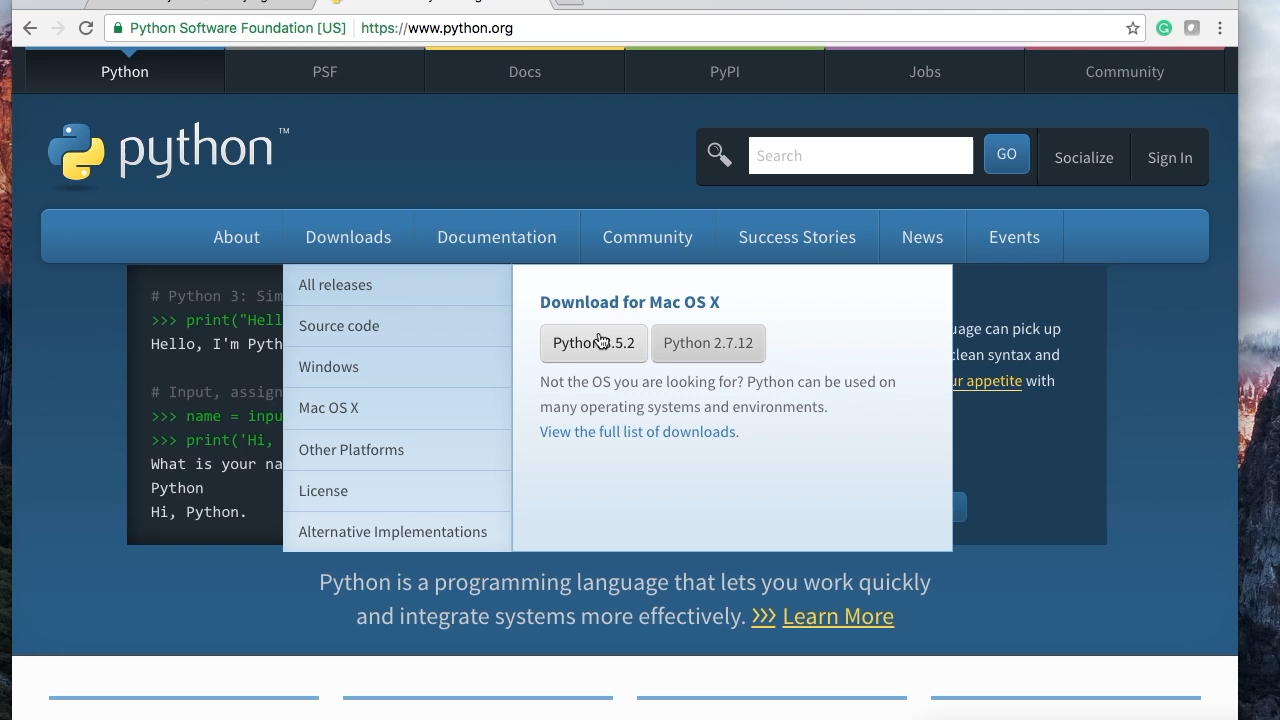 Python Software Foundation [US]
https://www.python.org
Python
PSF
Docs
PyPI
Jobs
Community
python™
Search
GO
Socialize
Sign In
About
Downloads
Documentation
Community
Success Stories
News
Events
# Python 3: Sim
>>> print("Hell
Hello, I'm Pyth
# Input, assign
>>> name = inpu
>>> print('Hi,
What is your na
Python
Hi, Python.
All releases
Source code
Windows
Mac OS X
Other Platforms
License
Alternative Implementations
Download for Mac OS X
.5.2
Python 2.7.12
Not the OS you are looking for? Python can be used on
many operating systems and environments.
View the full list of downloads.
uage can pick up
clean syntax and
ur appetite with
Python is a programming language that lets you work quickly
and integrate systems more effectively. >>> Learn More